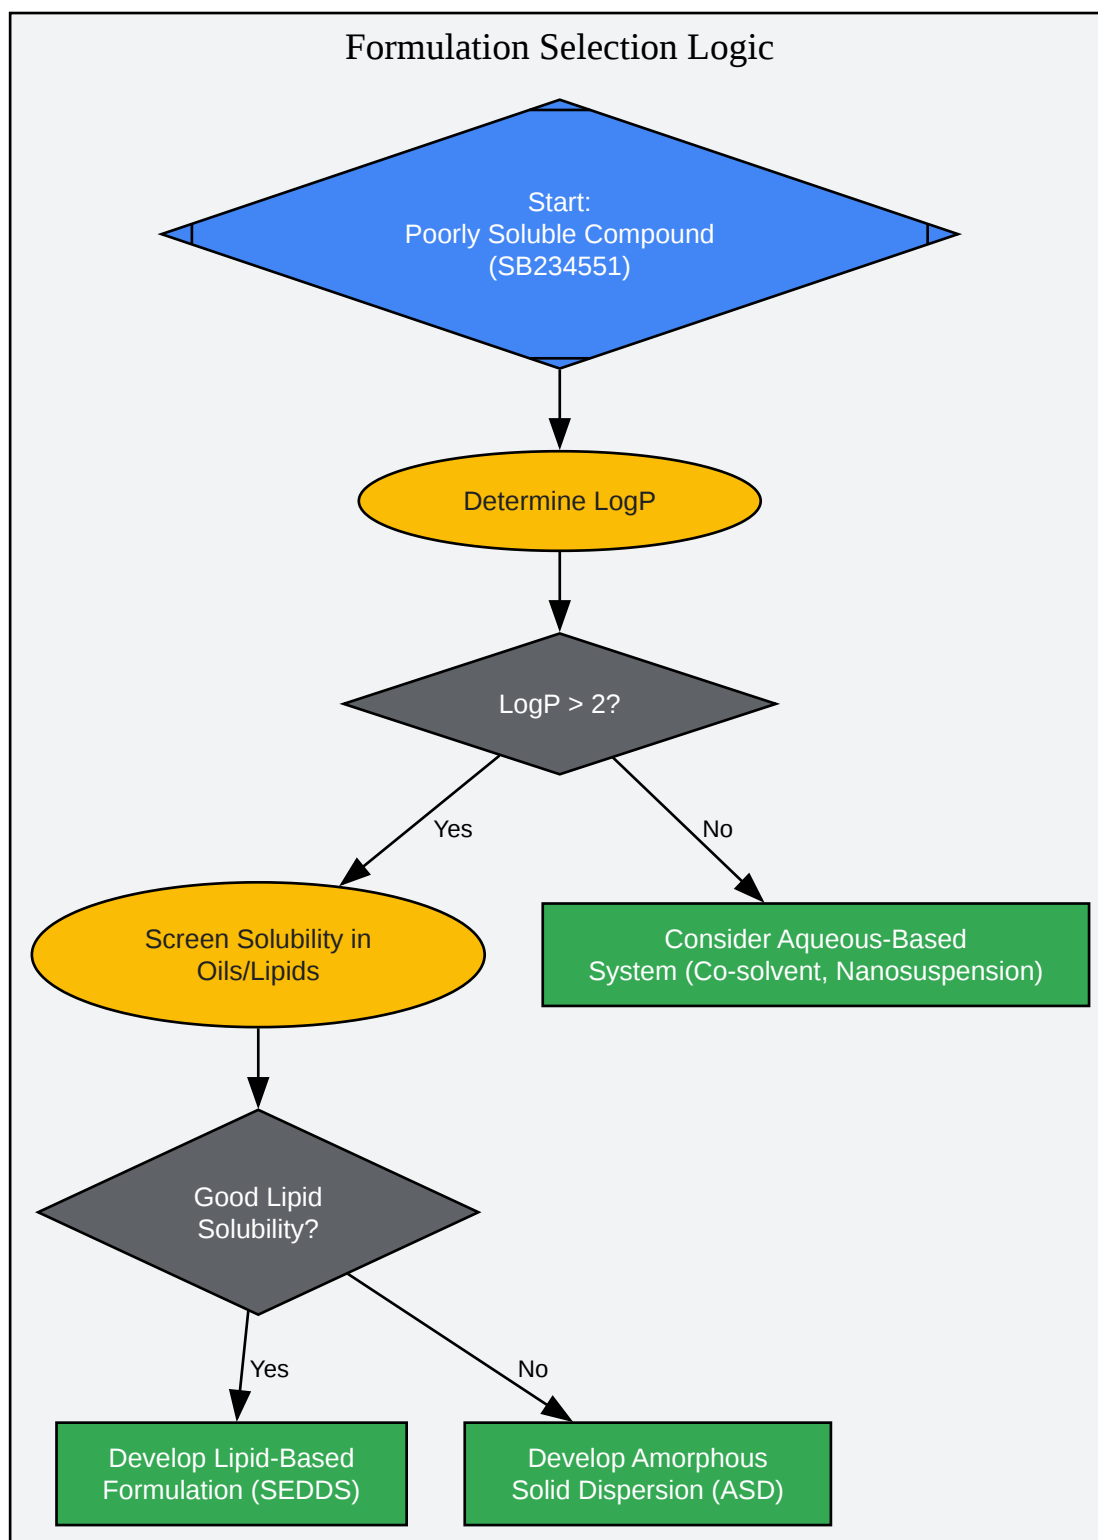 Formulation Selection Logic
Start:
Poorly Soluble Compound
(SB234551)
Determine LogP
LogP > 2?
Yes
No
Screen Solubility in
Oils/Lipids
Consider Aqueous-Based
System (Co-solvent, Nanosuspension)
Good Lipid
Solubility?
Yes
No
Develop Lipid-Based
Formulation (SEDDS)
Develop Amorphous
Solid Dispersion (ASD)